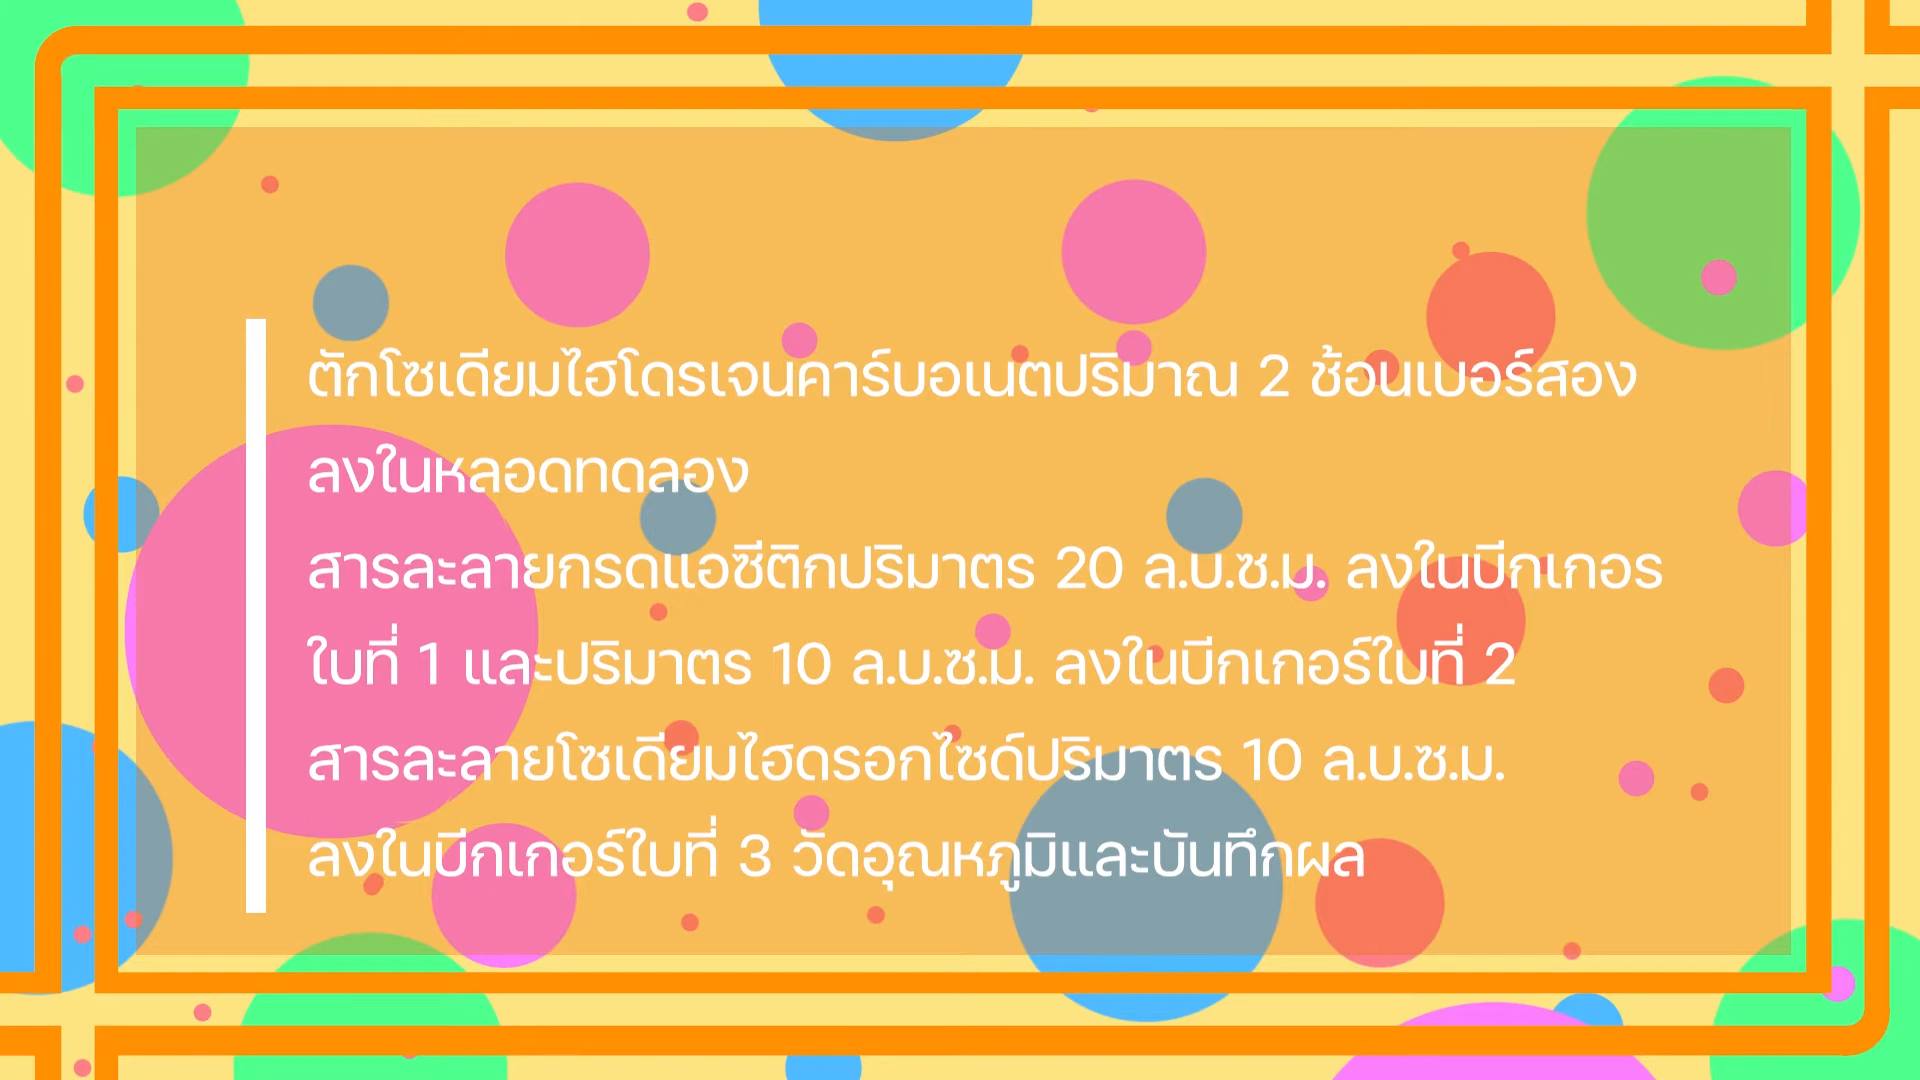 ตักโซเดียมไฮโดรเจนคาร์บอเนตปริมาณ 2 ช้อนเบอร์สอง
ลงในหลอดทดลอง
สารละลายกรดแอซีติกปริมาตร 20 ล.บ.ซ.ม. ลงในบีกเกอร
ใบที่ 1 และปริมาตร 10 ล.บ.ซ.ม. ลงในบีกเกอร์ใบที่ 2
สารละลายโซเดียมไฮดรอกไซด์ปริมาตร 10 ล.บ.ซ.ม.
ลงในบีกเกอร์ใบที่ 3 วัดอุณหภูมิและบันทึกผล